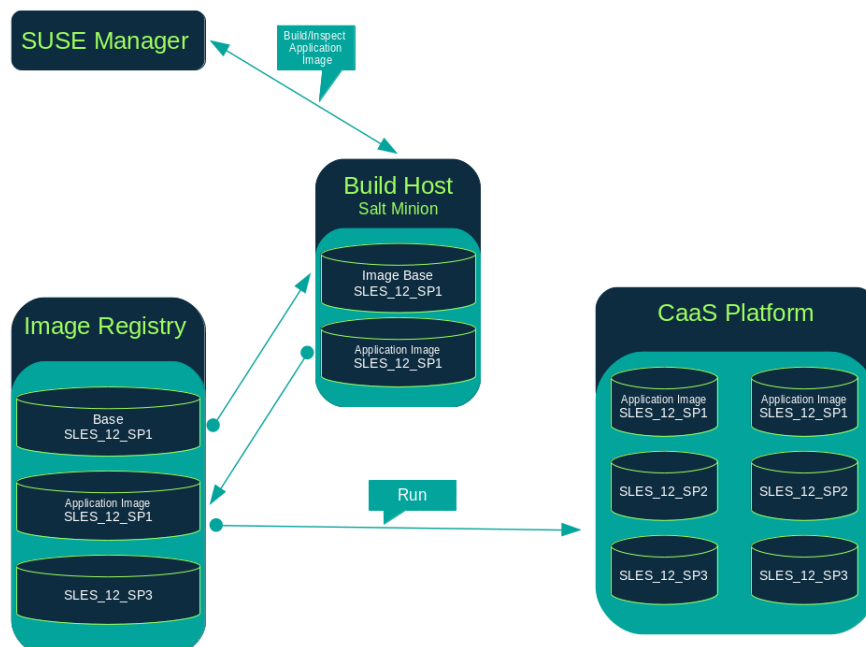 SUSE Manager
Build/Inspect
Application
Image
Build Host
Salt Minion
Image Base
SLES_12_SP1
Application Image
SLES_12_SP1
Image Registry
Base
SLES_12_SP1
Application Image
SLES_12_SP1
SLES_12_SP3
Run
CaaS Platform
Application Image
SLES_12_SP1
Application Image
SLES_12_SP1
SLES_12_SP2
SLES_12_SP2
SLES_12_SP3
SLES_12_SP3